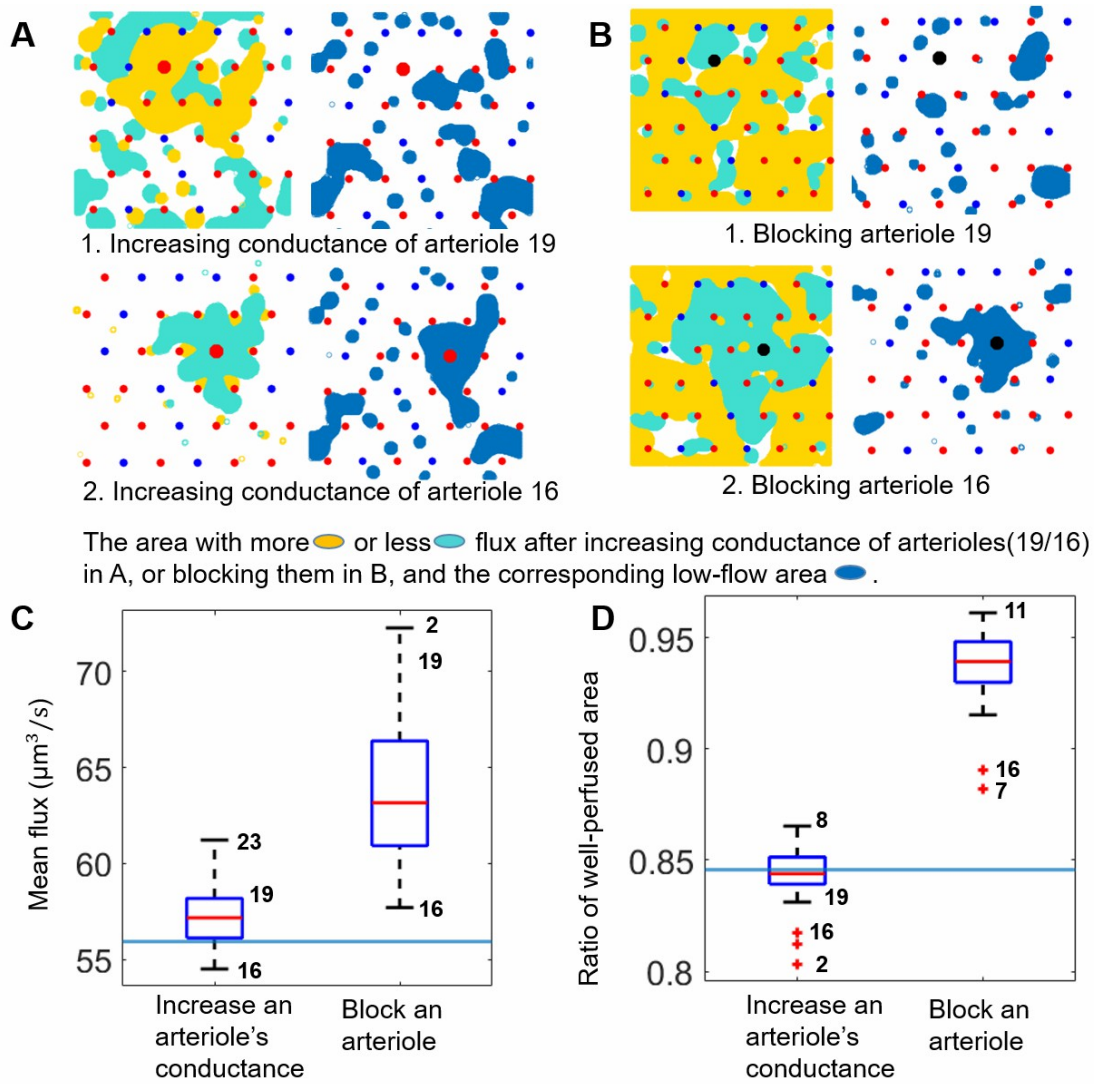 A
B
1. Increasing conductance of arteriole 19
1. Blocking arteriole 19
2. Increasing conductance of arteriole 16
2. Blocking arteriole 16
The area with more or less flux after increasing conductance of arterioles(19/16)
in A, or blocking them in B, and the corresponding low-flow area .
C
Mean flux (μm³/s)
70
65
60
55
2
19
23
19
16
16
Increase an
arteriole's
conductance
Block an
arteriole
D
Ratio of well-perfused area
0.95
0.9
0.85
0.8
11
16
7
8
19
16
2
Increase an
arteriole's
conductance
Block an
arteriole